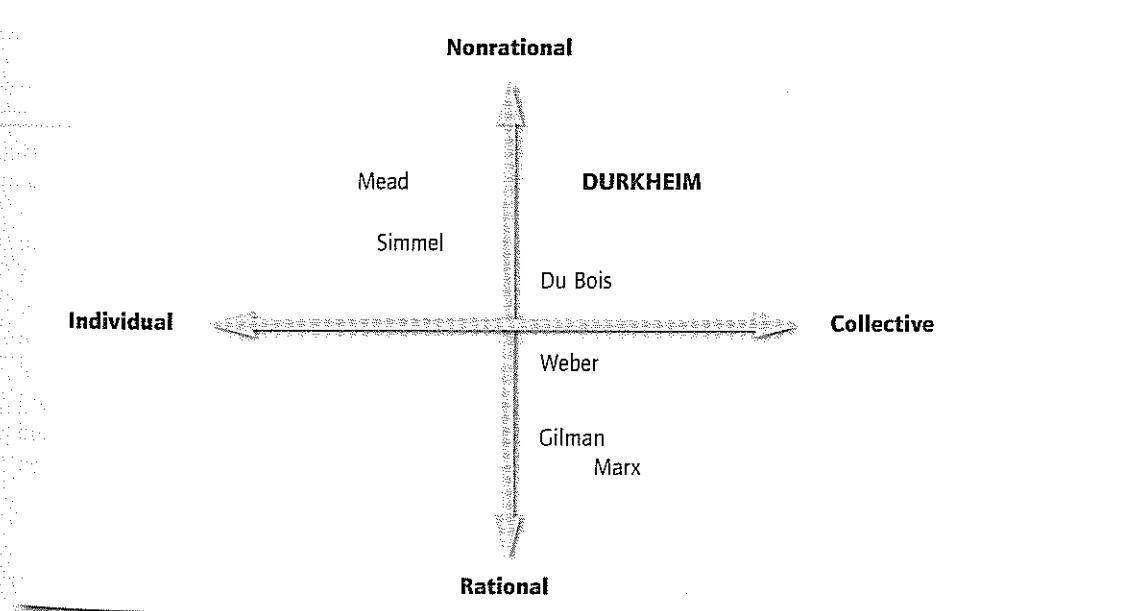 Nonrational
Mead DURKHEIM
Simmel
Du Bois
Individual Collective
Weber
Gilman
Marx
Rational